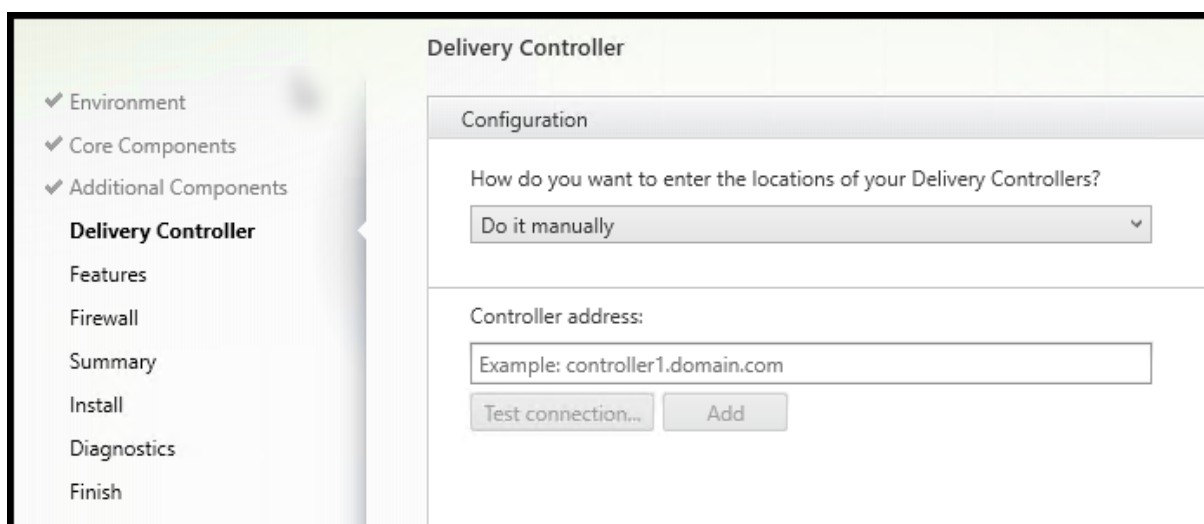 Delivery Controller
Environment
Core Components
Additional Components
Delivery Controller
Features
Firewall
Summary
Install
Diagnostics
Finish
Configuration
How do you want to enter the locations of your Delivery Controllers?
Do it manually
Controller address:
Example: controller1.domain.com
Test connection...
Add